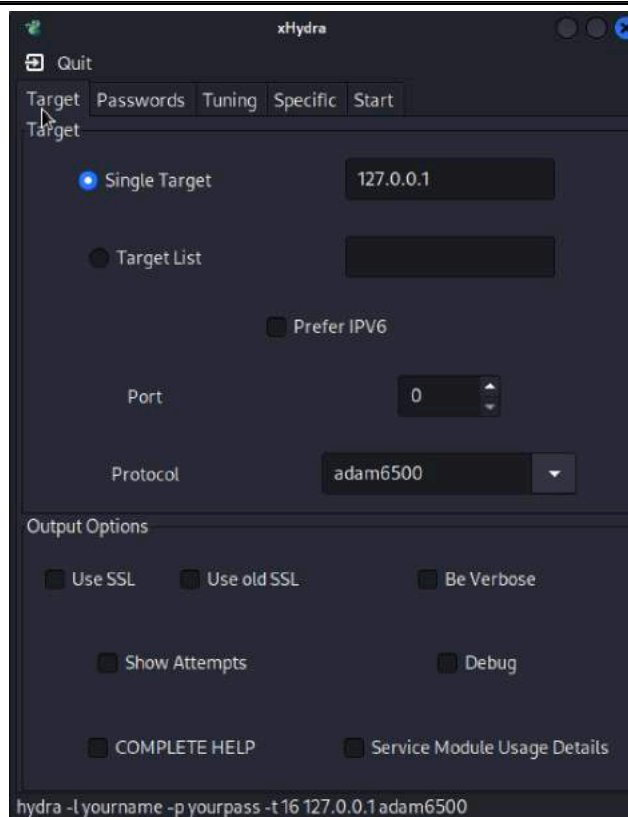 xHydra
Quit
Target Passwords Tuning Specific Start
Target
Single Target 127.0.0.1
Target List
Prefer IPV6
Port 0
Protocol adam6500
Output Options
Use SSL Use old SSL Be Verbose
Show Attempts Debug
COMPLETE HELP Service Module Usage Details
hydra -l yourname -p yourpass -t 16 127.0.0.1 adam6500